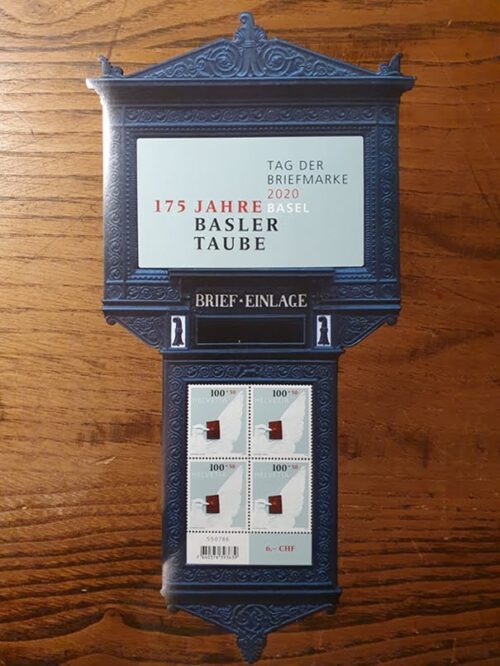 TAG DER
BRIEFMARKE
2020
175 JAHRE BASEL
BASLER
TAUBE
BRIEF·EINLAGE
100+50 100+50
HELVETIA HELVETIA
100+50 100+50
HELVETIA HELVETIA
550786
6,– CHF